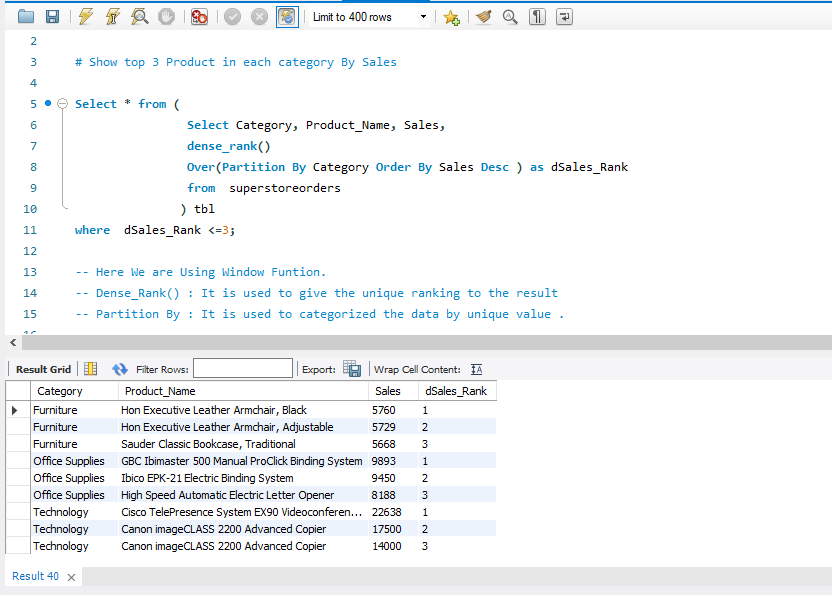 Limit to 400 rows
2
3 # Show top 3 Product in each category By Sales
4
5 Select * from (
6 Select Category, Product_Name, Sales,
7 dense_rank()
8 Over(Partition By Category Order By Sales Desc ) as dSales_Rank
9 from superstoreorders
10 ) tbl
11 where dSales_Rank <=3;
12
13 -- Here We are Using Window Funtion.
14 -- Dense_Rank() : It is used to give the unique ranking to the result
15 -- Partition By : It is used to categorized the data by unique value .
Result Grid Filter Rows: Export: Wrap Cell Content:
Category Product_Name Sales dSales_Rank
Furniture Hon Executive Leather Armchair, Black 5760 1
Furniture Hon Executive Leather Armchair, Adjustable 5729 2
Furniture Sauder Classic Bookcase, Traditional 5668 3
Office Supplies GBC Ibimaster 500 Manual ProClick Binding System 9893 1
Office Supplies Ibico EPK-21 Electric Binding System 9450 2
Office Supplies High Speed Automatic Electric Letter Opener 8188 3
Technology Cisco TelePresence System EX90 Videoconferen... 22638 1
Technology Canon imageCLASS 2200 Advanced Copier 17500 2
Technology Canon imageCLASS 2200 Advanced Copier 14000 3
Result 40